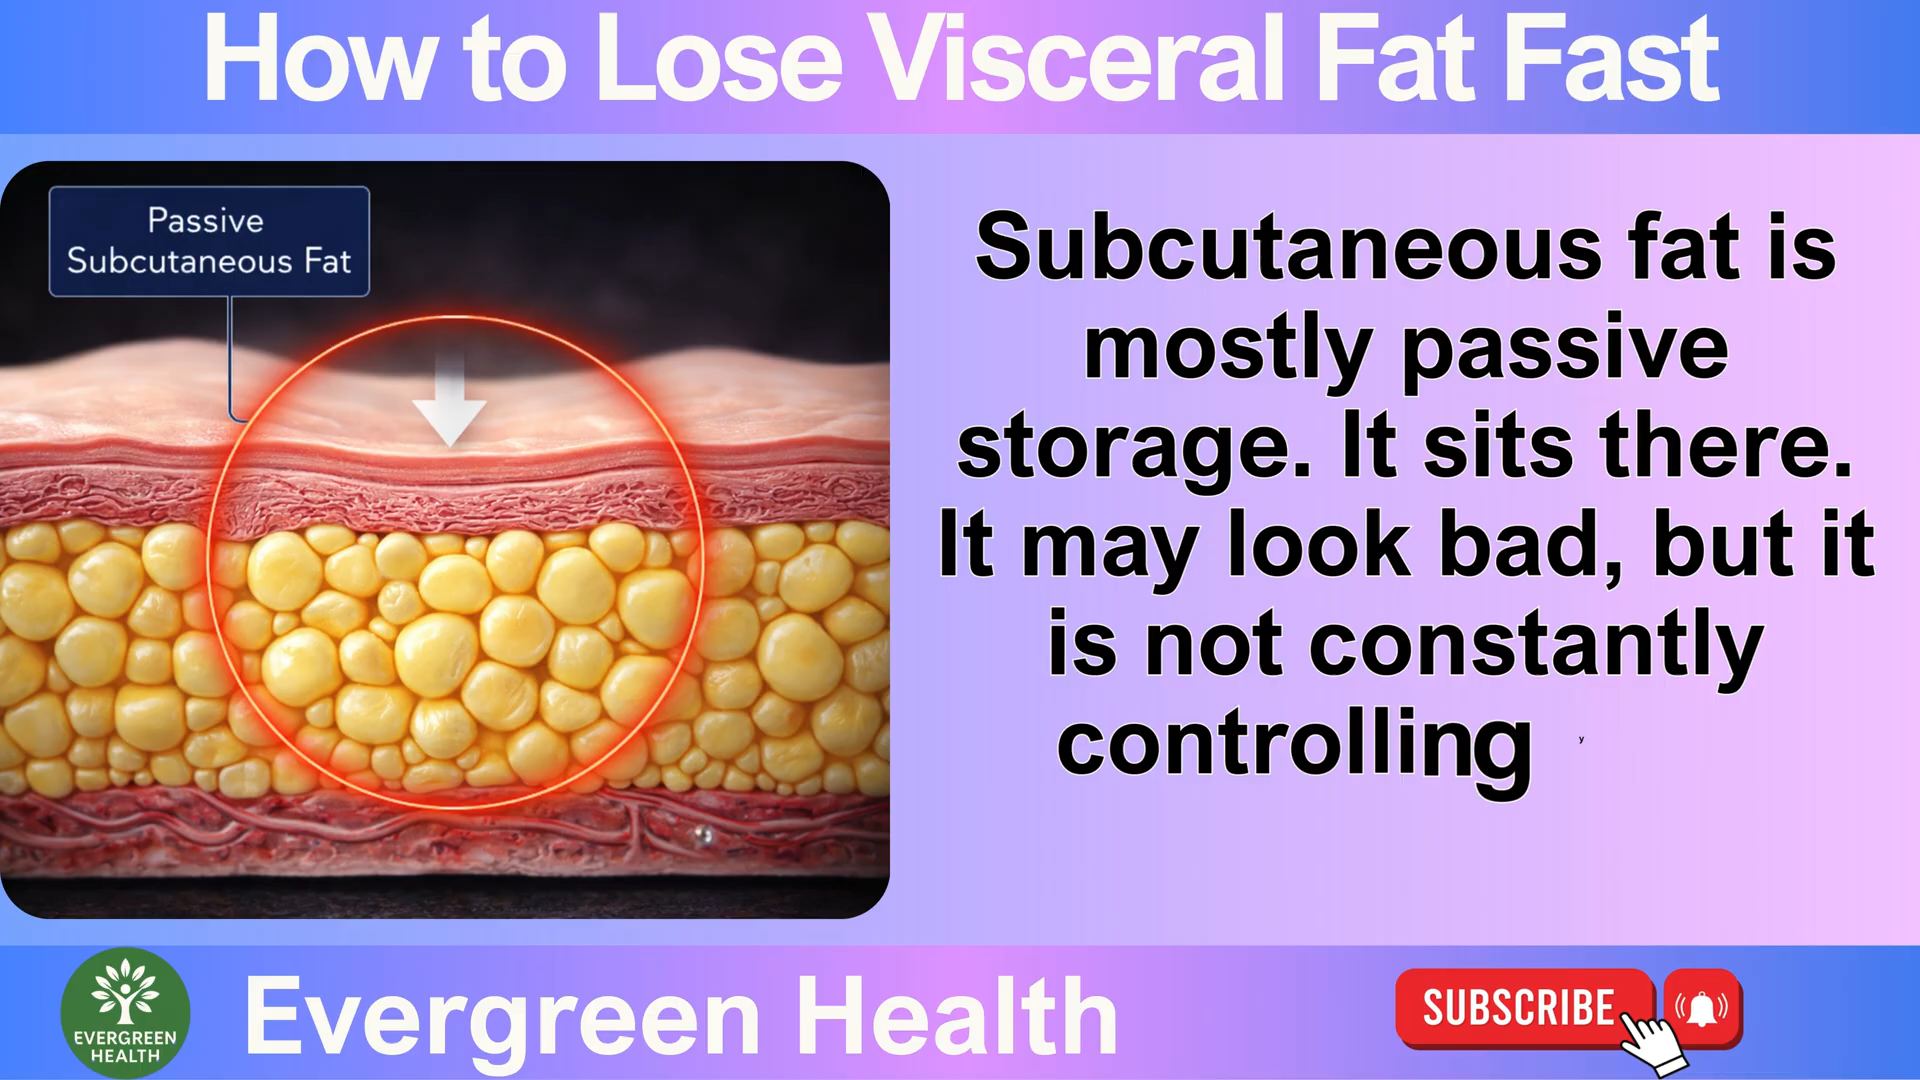 How to Lose Visceral Fat Fast
Passive
Subcutaneous Fat
Subcutaneous fat is
mostly passive
storage. It sits there.
It may look bad, but it
is not constantly
controlling y
EVERGREEN
HEALTH
Evergreen Health
SUBSCRIBE